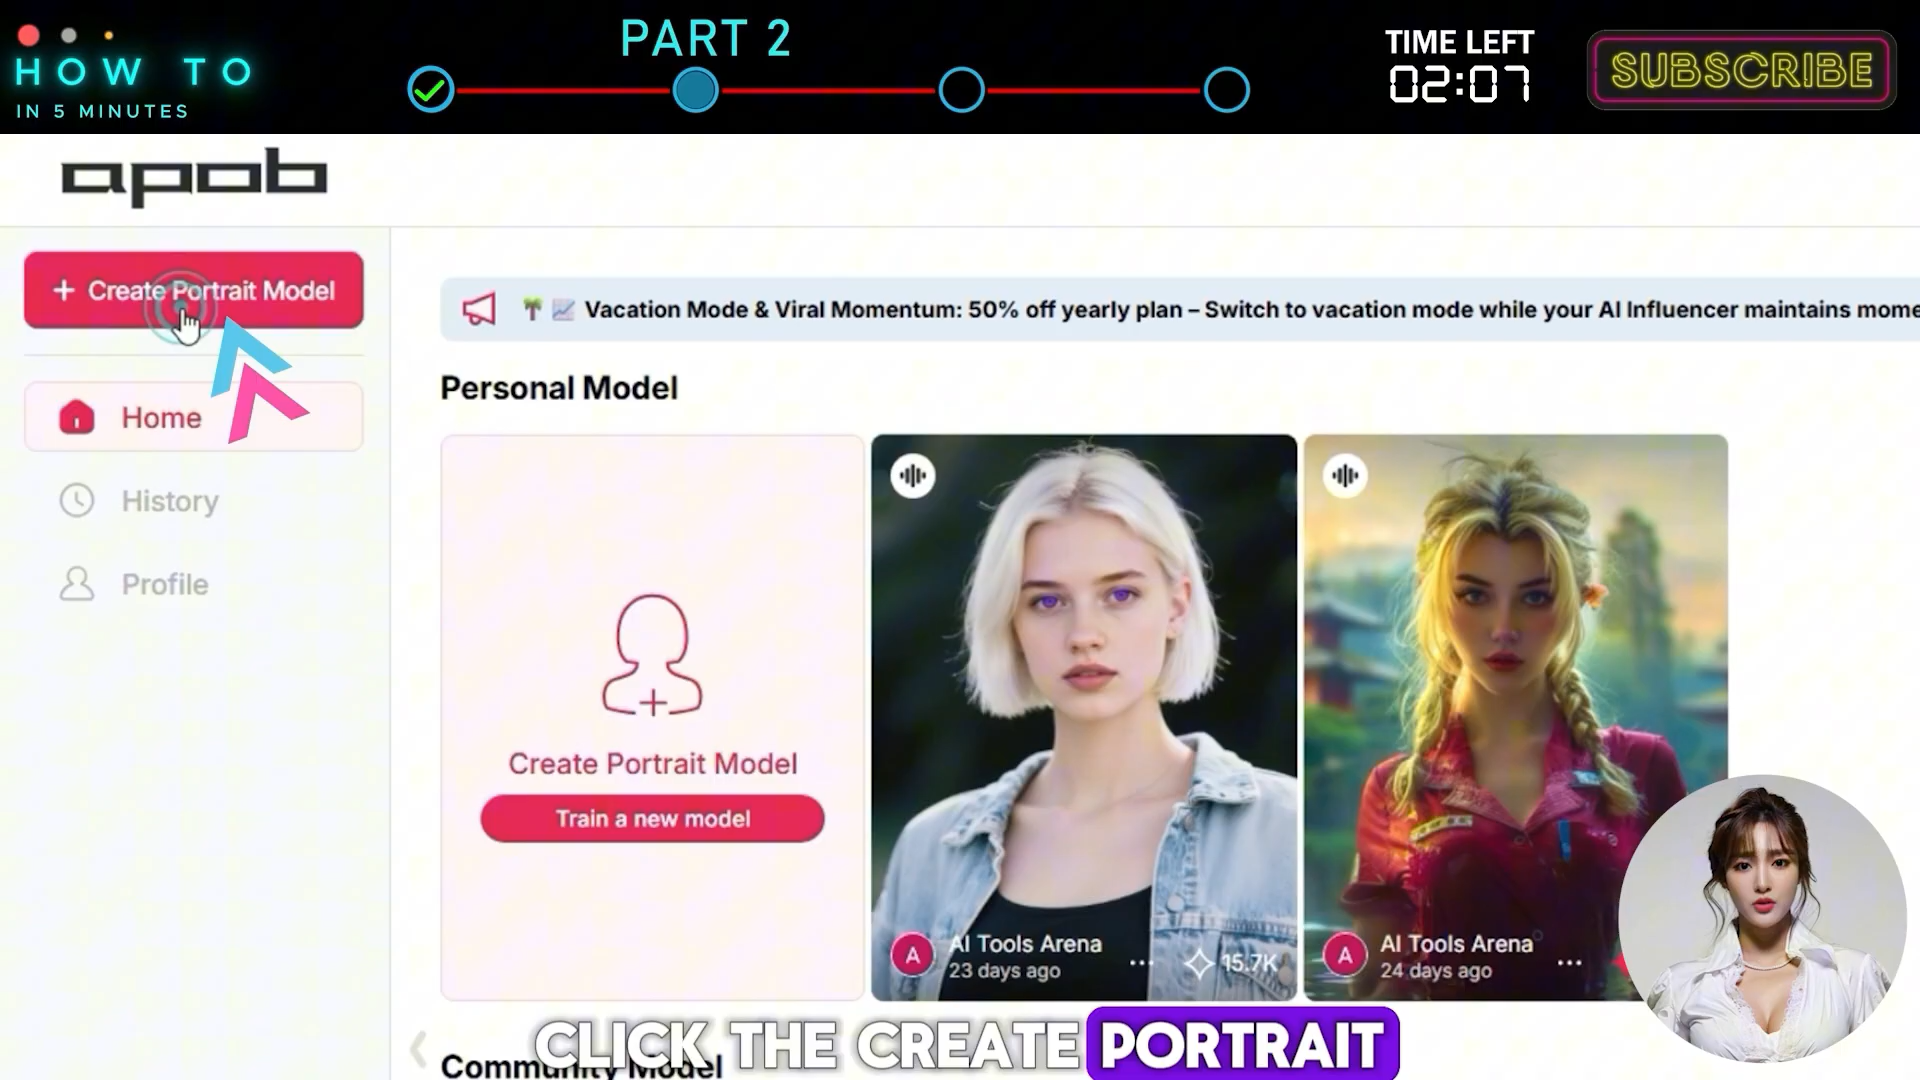 HOW TO
IN 5 MINUTES
PART 2
TIME LEFT
02:07
SUBSCRIBE
apob
+ Create Portrait Model
Home
History
Profile
Vacation Mode & Viral Momentum: 50% off yearly plan – Switch to vacation mode while your AI Influencer maintains mome
Personal Model
Create Portrait Model
Train a new model
A
AI Tools Arena
23 days ago
15.7K
A
AI Tools Arena
24 days ago
CLICK THE CREATE PORTRAIT
Community Model